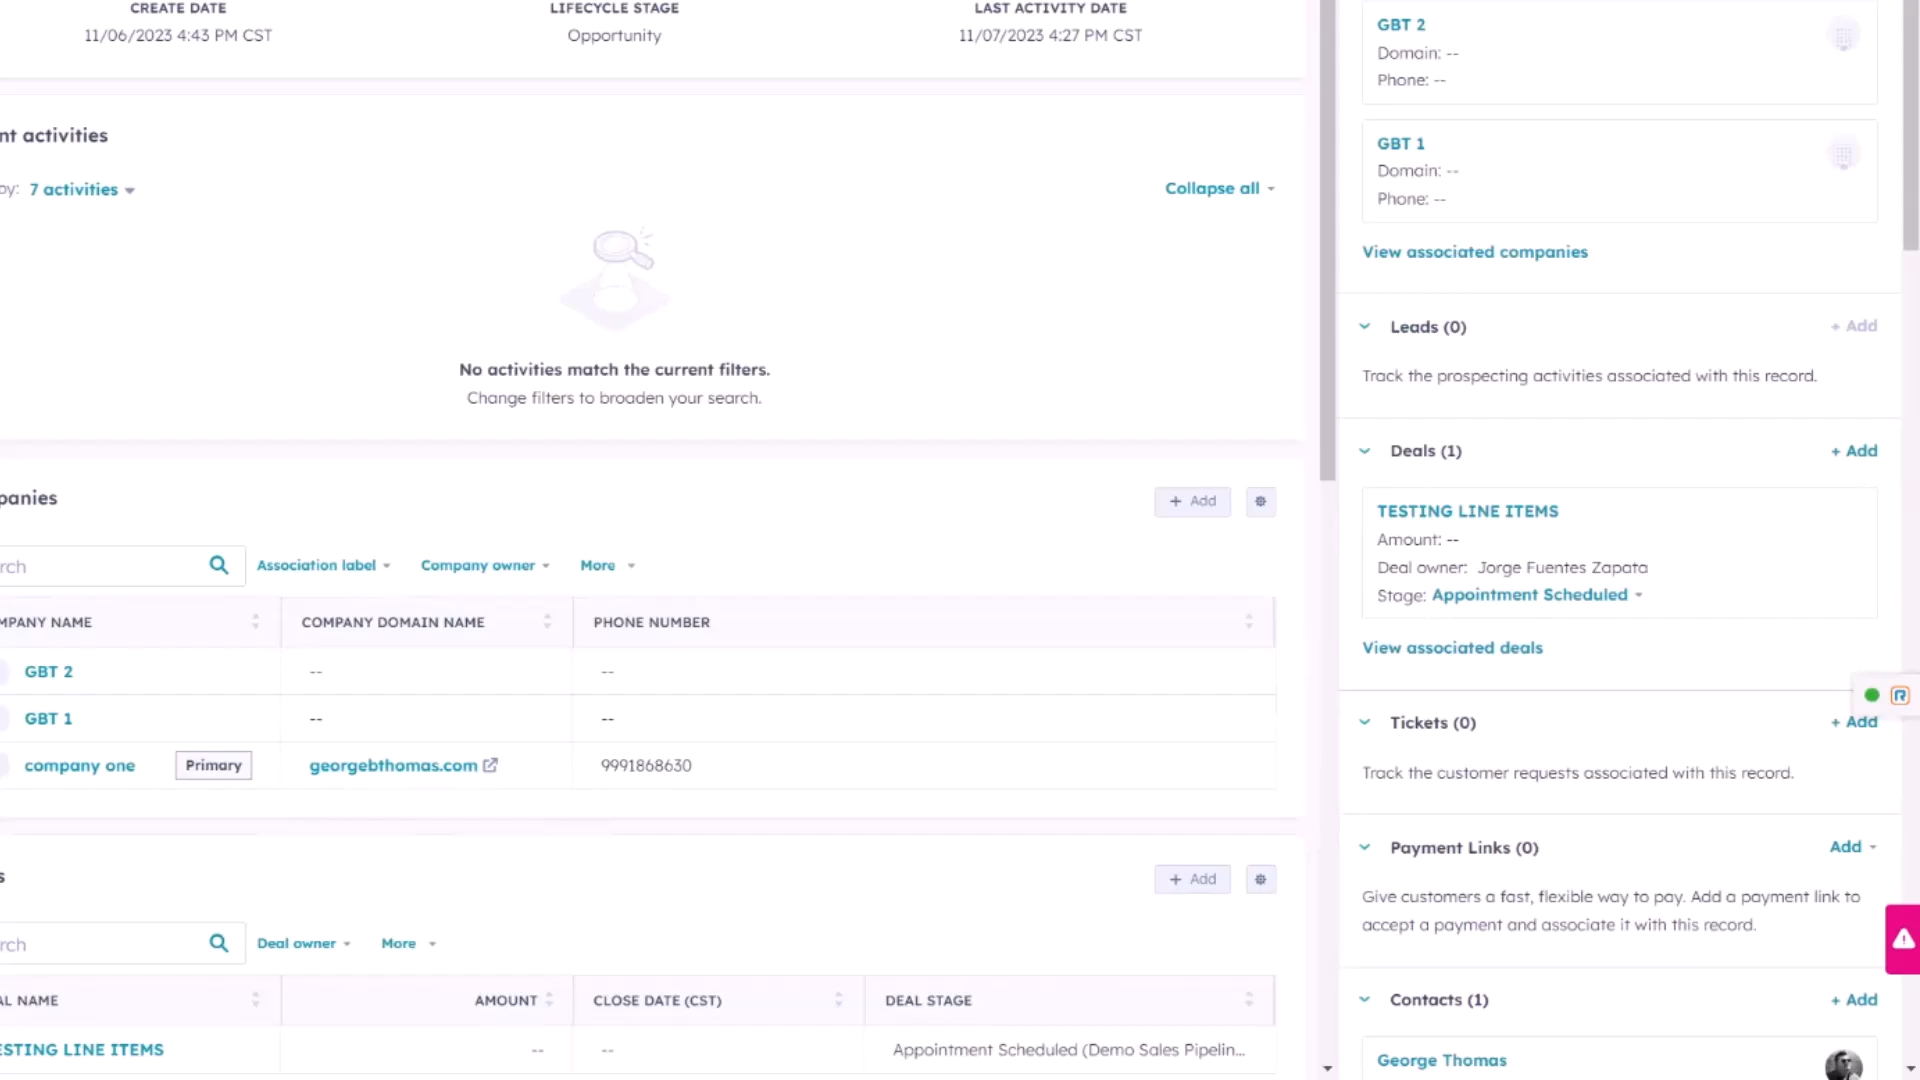 CREATE DATE
LIFECYCLE STAGE
LAST ACTIVITY DATE
11/06/2023 4:43 PM CST
Opportunity
11/07/2023 4:27 PM CST
nt activities
by: 7 activities
Collapse all
No activities match the current filters.
Change filters to broaden your search.
panies
+ Add
rch
Association label
Company owner
More
MPANY NAME
COMPANY DOMAIN NAME
PHONE NUMBER
GBT 2
--
--
GBT 1
--
--
company one
Primary
georgebthomas.com
9991868630
s
+ Add
rch
Deal owner
More
AL NAME
AMOUNT
CLOSE DATE (CST)
DEAL STAGE
ESTING LINE ITEMS
--
--
Appointment Scheduled (Demo Sales Pipelin...
GBT 2
Domain: --
Phone: --
GBT 1
Domain: --
Phone: --
View associated companies
Leads (0)
+ Add
Track the prospecting activities associated with this record.
Deals (1)
+ Add
TESTING LINE ITEMS
Amount: --
Deal owner: Jorge Fuentes Zapata
Stage: Appointment Scheduled
View associated deals
Tickets (0)
+ Add
Track the customer requests associated with this record.
Payment Links (0)
Add
Give customers a fast, flexible way to pay. Add a payment link to
accept a payment and associate it with this record.
Contacts (1)
+ Add
George Thomas